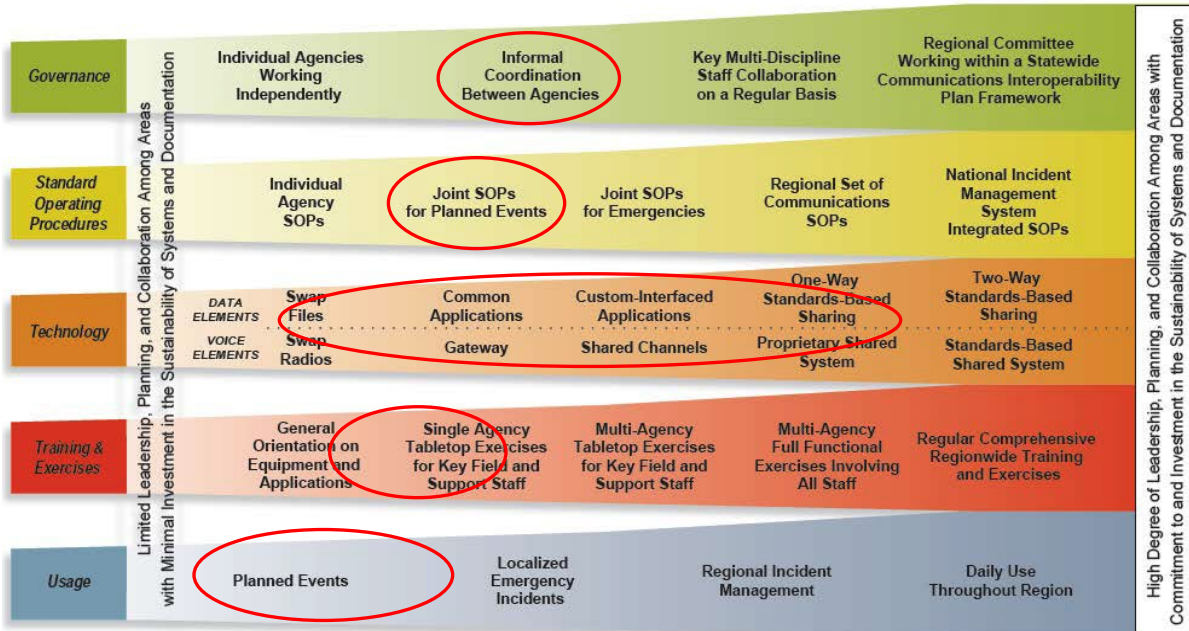 Governance
Individual Agencies
Working
Independently
Informal
Coordination
Between Agencies
Key Multi-Discipline
Staff Collaboration
on a Regular Basis
Regional Committee
Working within a Statewide
Communications Interoperability
Plan Framework
Limited Leadership, Planning, and Collaboration Among Areas
with Minimal Investment in the Sustainability of Systems and Documentation
High Degree of Leadership, Planning, and Collaboration Among Areas with
Commitment to and Investment in the Sustainability of Systems and Documentation
Standard
Operating
Procedures
Individual
Agency
SOPs
Joint SOPs
for Planned Events
Joint SOPs
for Emergencies
Regional Set of
Communications
SOPs
National Incident
Management
System
Integrated SOPs
Technology
DATA
ELEMENTS
Swap
Files
Common
Applications
Custom-Interfaced
Applications
One-Way
Standards-Based
Sharing
Two-Way
Standards-Based
Sharing
VOICE
ELEMENTS
Swap
Radios
Gateway
Shared Channels
Proprietary Shared
System
Standards-Based
Shared System
Training &
Exercises
General
Orientation on
Equipment and
Applications
Single Agency
Tabletop Exercises
for Key Field and
Support Staff
Multi-Agency
Tabletop Exercises
for Key Field and
Support Staff
Multi-Agency
Full Functional
Exercises Involving
All Staff
Regular Comprehensive
Regionwide Training
and Exercises
Usage
Planned Events
Localized
Emergency
Incidents
Regional Incident
Management
Daily Use
Throughout Region